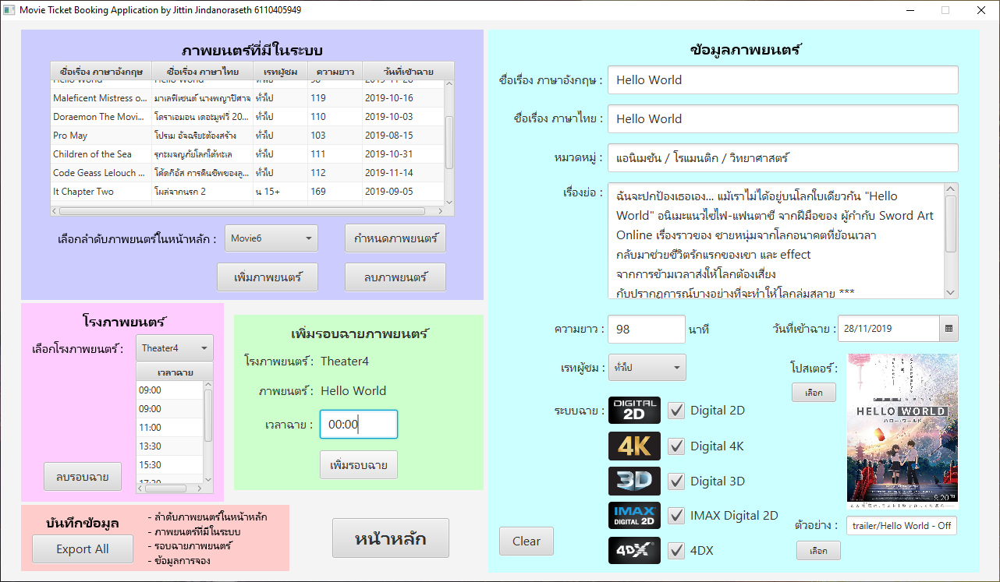 Movie Ticket Booking Application by Jittin Jindanoraseth 6110405949
ภาพยนตร์ที่มีในระบบ
ชื่อเรื่อง ภาษาอังกฤษ ชื่อเรื่อง ภาษาไทย เรทผู้ชม ความยาว วันที่เข้าฉาย
Hello World Hello World ทั่วไป 98 2019-11-28
Maleficent Mistress o... มาเลฟิเซนต์ นางพญาปีศาจ ทั่วไป 119 2019-10-16
Doraemon The Movi... โดราเอมอน เดอะมูฟวี่ 20... ทั่วไป 110 2019-10-03
Pro May โปรเม อัจฉริยะต้องสร้าง ทั่วไป 103 2019-08-15
Children of the Sea รุกะผจญภัยโลกใต้ทะเล ทั่วไป 111 2019-10-31
Code Geass Lelouch ... โค้ดกีอัส การคืนชีพของลู... ทั่วไป 112 2019-11-14
It Chapter Two โผล่จากนรก 2 น 15+ 169 2019-09-05
เลือกลำดับภาพยนตร์ในหน้าหลัก : Movie6 กำหนดภาพยนตร์
เพิ่มภาพยนตร์ ลบภาพยนตร์
โรงภาพยนตร์
เลือกโรงภาพยนตร์ : Theater4
เวลาฉาย
09:00
09:00
11:00
13:30
15:30
17:30
ลบรอบฉาย
เพิ่มรอบฉายภาพยนตร์
โรงภาพยนตร์ : Theater4
ภาพยนตร์ : Hello World
เวลาฉาย : 00:00
เพิ่มรอบฉาย
บันทึกข้อมูล
Export All
- ลำดับภาพยนตร์ในหน้าหลัก
- ภาพยนตร์ที่มีในระบบ
- รอบฉายภาพยนตร์
- ข้อมูลการจอง
หน้าหลัก
ข้อมูลภาพยนตร์
ชื่อเรื่อง ภาษาอังกฤษ : Hello World
ชื่อเรื่อง ภาษาไทย : Hello World
หมวดหมู่ : แอนิเมชัน / โรแมนติก / วิทยาศาสตร์
เรื่องย่อ : ฉันจะปกป้องเธอเอง... แม้เราไม่ได้อยู่บนโลกใบเดียวกัน "Hello
World" อนิเมะแนวไซไฟ-แฟนตาซี จากฝีมือของ ผู้กำกับ Sword Art
Online เรื่องราวของ ชายหนุ่มจากโลกอนาคตที่ย้อนเวลา
กลับมาช่วยชีวิตรักแรกของเขา และ effect
จากการข้ามเวลาส่งให้โลกต้องเสี่ยง
กับปรากฏการณ์บางอย่างที่จะทำให้โลกล่มสลาย ***
ความยาว : 98 นาที วันที่เข้าฉาย : 28/11/2019
เรทผู้ชม : ทั่วไป โปสเตอร์ :
เลือก
ระบบฉาย : DIGITAL 2D Digital 2D
4K Digital 4K
3D Digital 3D
IMAX DIGITAL 2D IMAX Digital 2D
4DX Digital 4DX
HELLO WORLD
ハロー・ワールド
9.20
ตัวอย่าง : trailer/Hello World - Off
เลือก
Clear